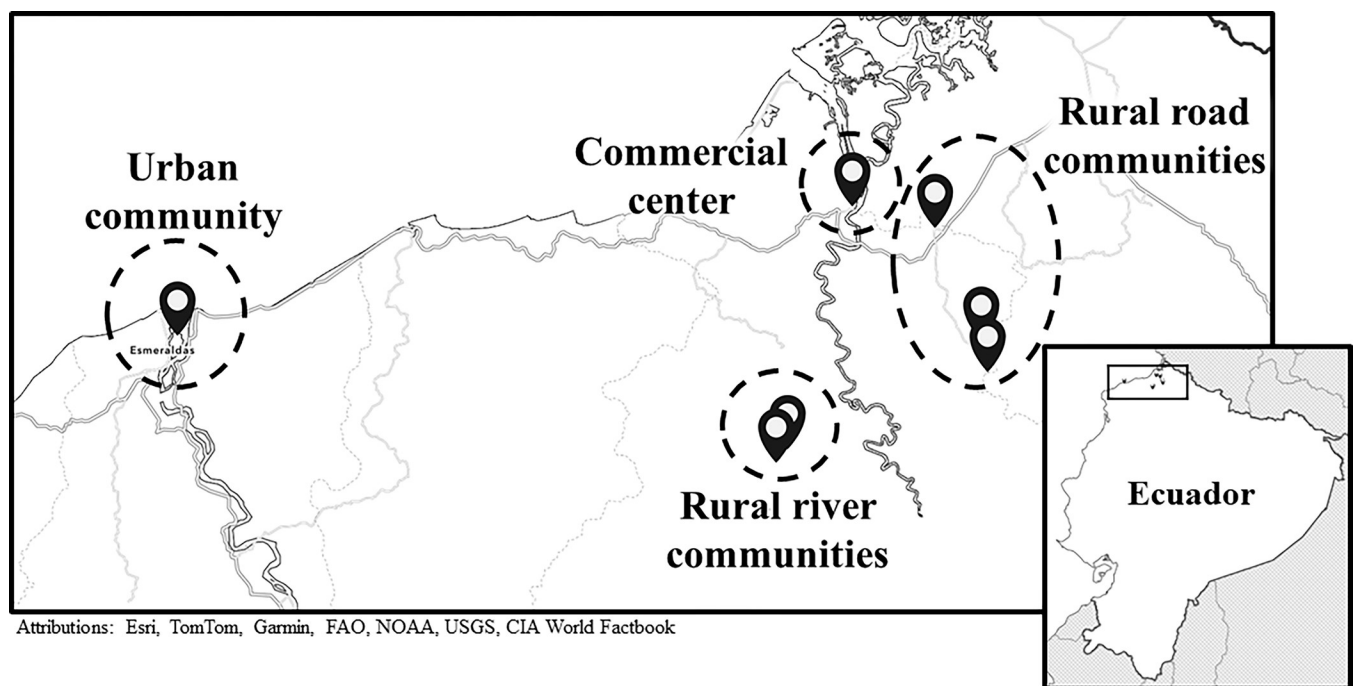 Urban
community
Commercial
center
Rural road
communities
Esmeraldas
Rural river
communities
Ecuador
Attributions: Esri, TomTom, Garmin, FAO, NOAA, USGS, CIA World Factbook